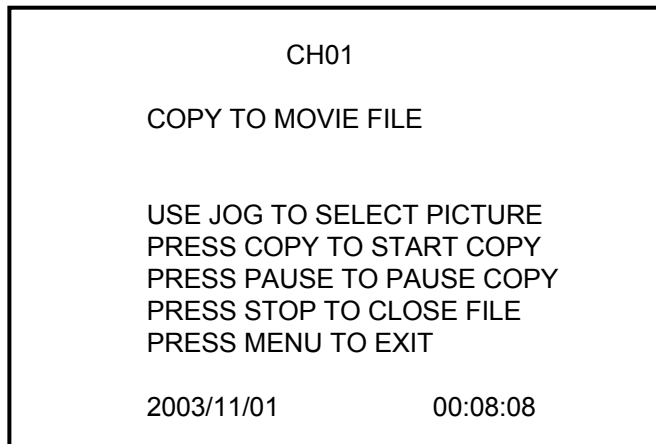 CH01
COPY TO MOVIE FILE
USE JOG TO SELECT PICTURE
PRESS COPY TO START COPY
PRESS PAUSE TO PAUSE COPY
PRESS STOP TO CLOSE FILE
PRESS MENU TO EXIT
2003/11/01 00:08:08